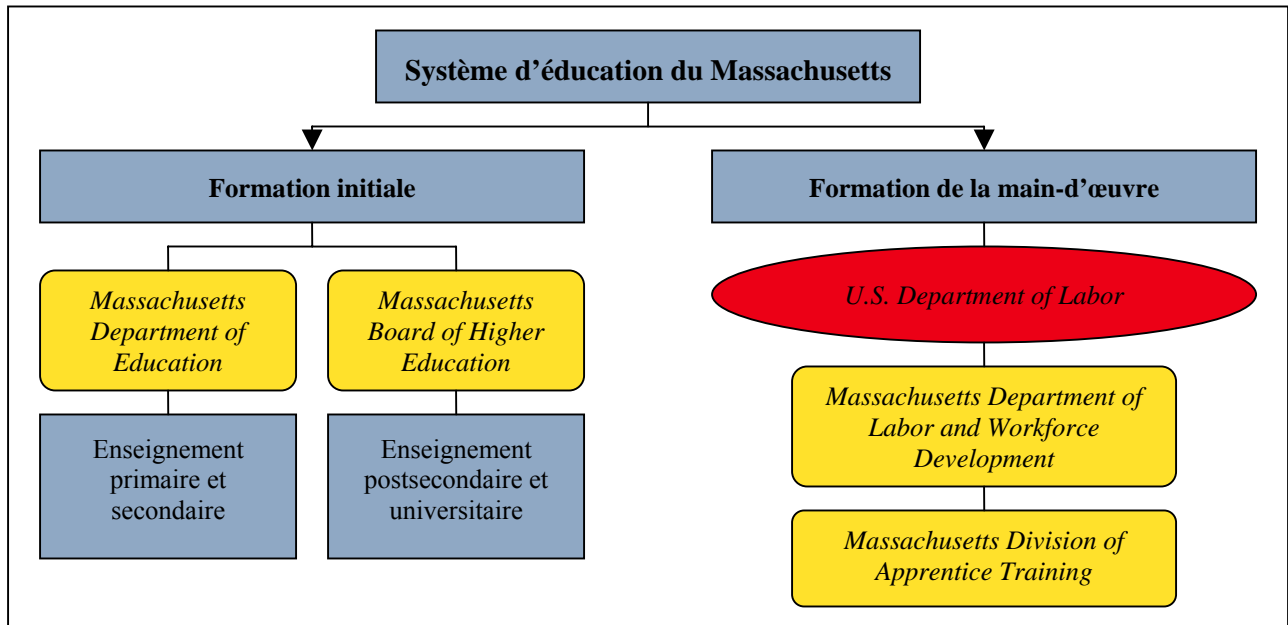 Système d'éducation du Massachusetts
Formation initiale
Formation de la main-d'œuvre
Massachusetts
Department of
Education
Massachusetts
Board of Higher
Education
U.S. Department of Labor
Enseignement
primaire et
secondaire
Enseignement
postsecondaire et
universitaire
Massachusetts Department of
Labor and Workforce
Development
Massachusetts Division of
Apprentice Training